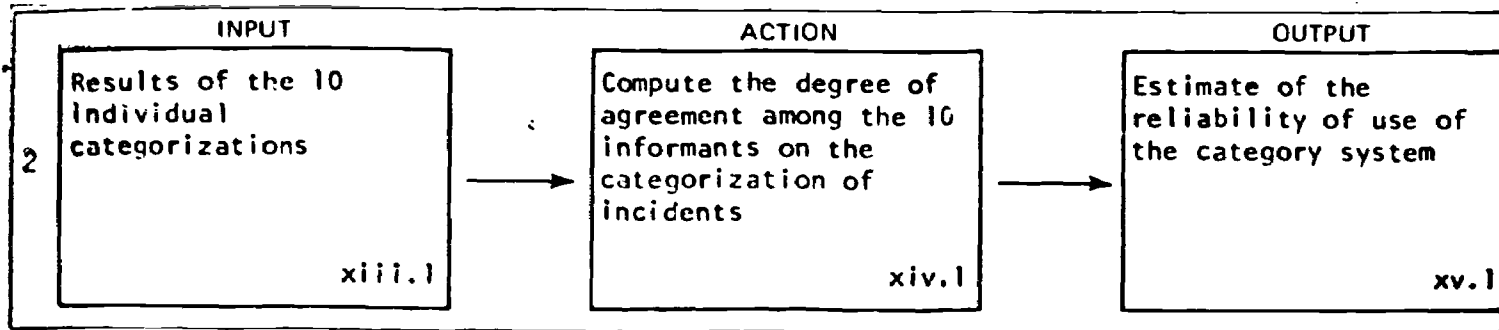 INPUT
Results of the 10
Individual
categorizations
xiii.1
2
ACTION
Compute the degree of
agreement among the 10
informants on the
categorization of
incidents
xiv.1
OUTPUT
Estimate of the
reliability of use of
the category system
xv.1